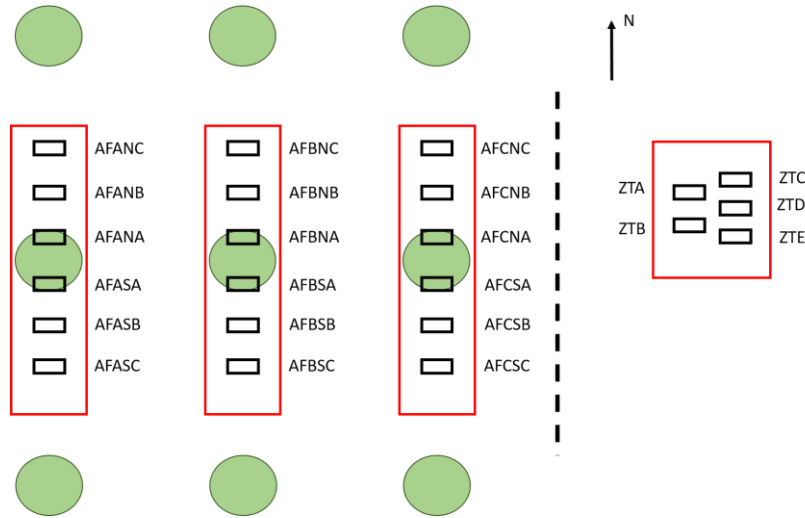 N
AFANC
AFBNC
AFCNC
AFANB
AFBNB
AFCNB
AFANA
AFBNA
AFCNA
AFASA
AFBSA
AFCSA
AFASB
AFBSB
AFCSB
AFASC
AFBSC
AFCSC
ZTA
ZTB
ZTC
ZTD
ZTE